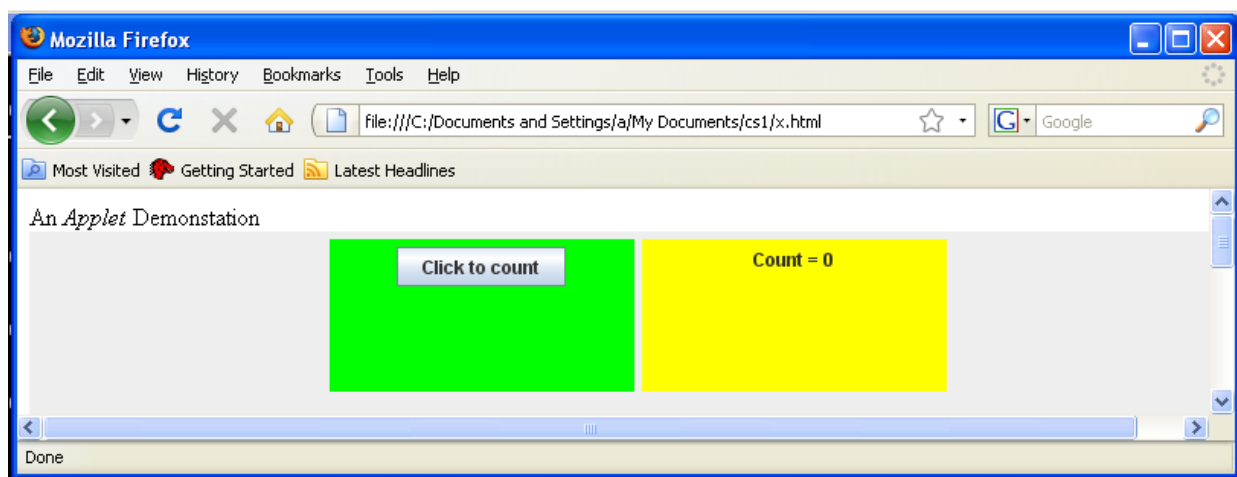 Mozilla Firefox
File Edit View History Bookmarks Tools Help
file:///C:/Documents and Settings/a/My Documents/cs1/x.html G Google
Most Visited Getting Started Latest Headlines
An Applet Demonstation
Click to count Count = 0
Done